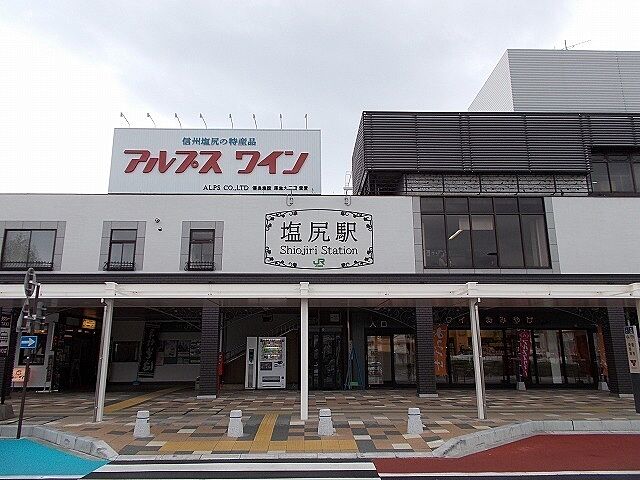 信州塩尻の特産品
アルプス ワイン
ALPS CO.,LTD
塩尻駅
Shiojiri Station
JR
入口